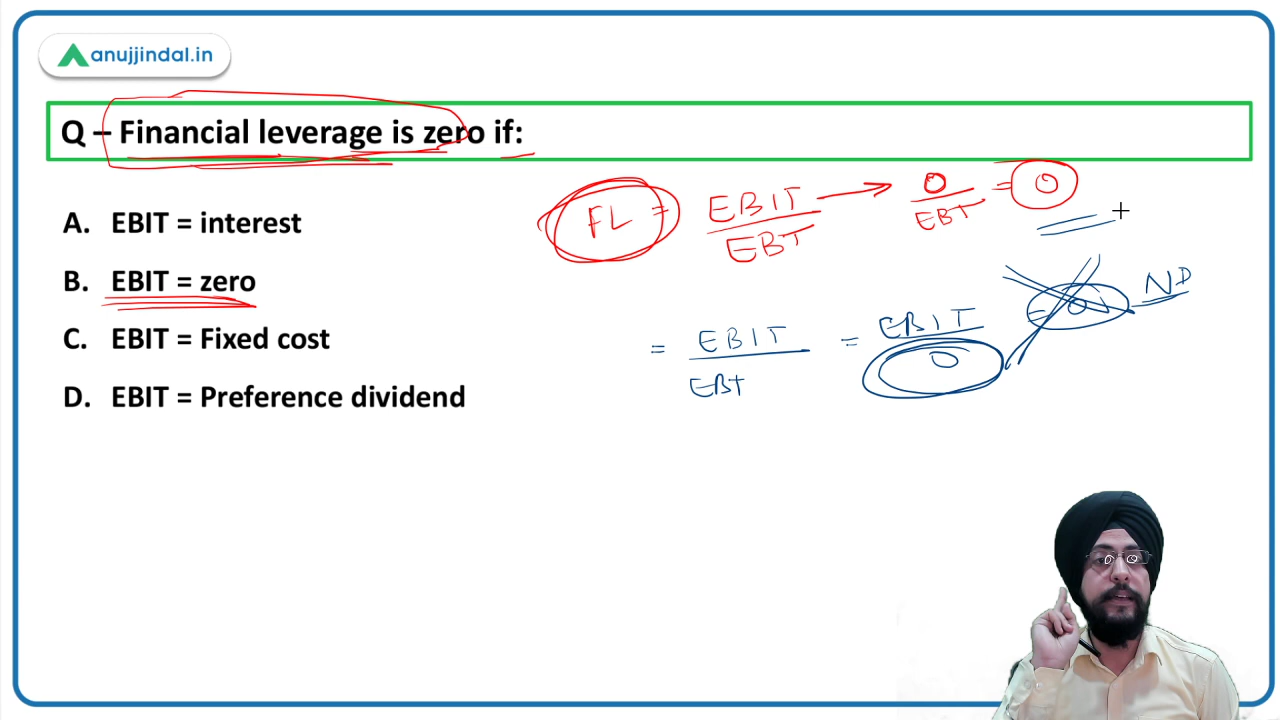 anujjindal.in
Q – Financial leverage is zero if:
A. EBIT = interest
B. EBIT = zero
C. EBIT = Fixed cost
D. EBIT = Preference dividend
FL = EBIT / EBT → 0 / EBT = 0
= EBIT / EBT = EBIT / 0 = 0 ND